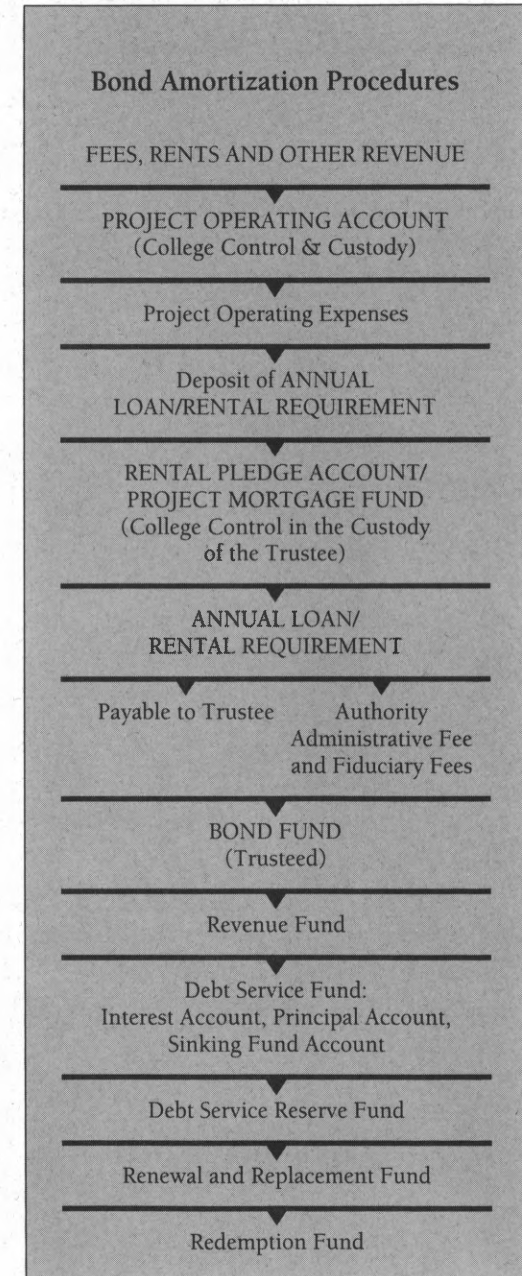 Bond Amortization Procedures
FEES, RENTS AND OTHER REVENUE
PROJECT OPERATING ACCOUNT
(College Control & Custody)
Project Operating Expenses
Deposit of ANNUAL
LOAN/RENTAL REQUIREMENT
RENTAL PLEDGE ACCOUNT/
PROJECT MORTGAGE FUND
(College Control in the Custody
of the Trustee)
ANNUAL LOAN/
RENTAL REQUIREMENT
Payable to Trustee
Authority
Administrative Fee
and Fiduciary Fees
BOND FUND
(Trusteed)
Revenue Fund
Debt Service Fund:
Interest Account, Principal Account,
Sinking Fund Account
Debt Service Reserve Fund
Renewal and Replacement Fund
Redemption Fund